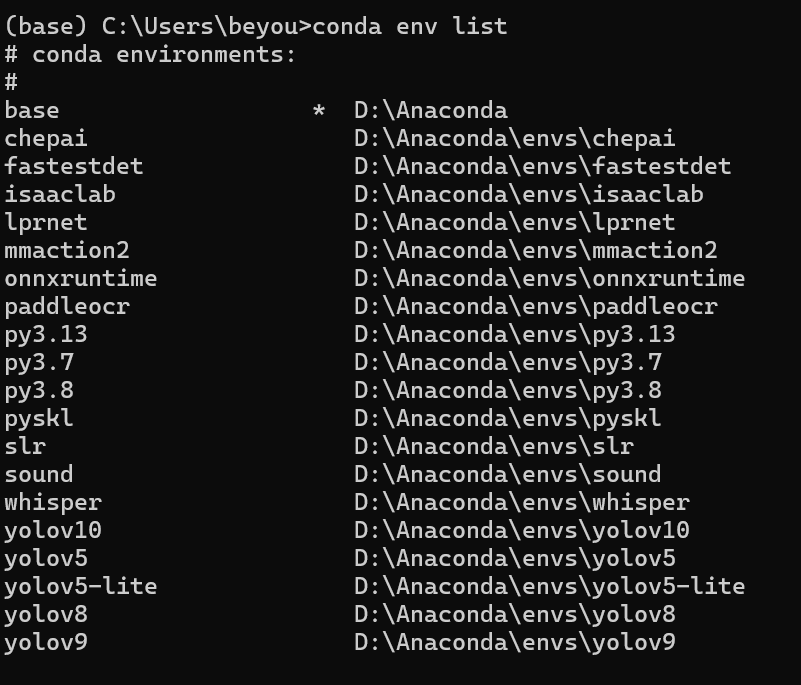 (base) C:\Users\beyou>conda env list
# conda environments:
#
base                  *  D:\Anaconda
chepai                   D:\Anaconda\envs\chepai
fastestdet               D:\Anaconda\envs\fastestdet
isaaclab                 D:\Anaconda\envs\isaaclab
lprnet                   D:\Anaconda\envs\lprnet
mmaction2                D:\Anaconda\envs\mmaction2
onnxruntime              D:\Anaconda\envs\onnxruntime
paddleocr                D:\Anaconda\envs\paddleocr
py3.13                   D:\Anaconda\envs\py3.13
py3.7                    D:\Anaconda\envs\py3.7
py3.8                    D:\Anaconda\envs\py3.8
pyskl                    D:\Anaconda\envs\pyskl
slr                      D:\Anaconda\envs\slr
sound                    D:\Anaconda\envs\sound
whisper                  D:\Anaconda\envs\whisper
yolov10                  D:\Anaconda\envs\yolov10
yolov5                   D:\Anaconda\envs\yolov5
yolov5-lite              D:\Anaconda\envs\yolov5-lite
yolov8                   D:\Anaconda\envs\yolov8
yolov9                   D:\Anaconda\envs\yolov9